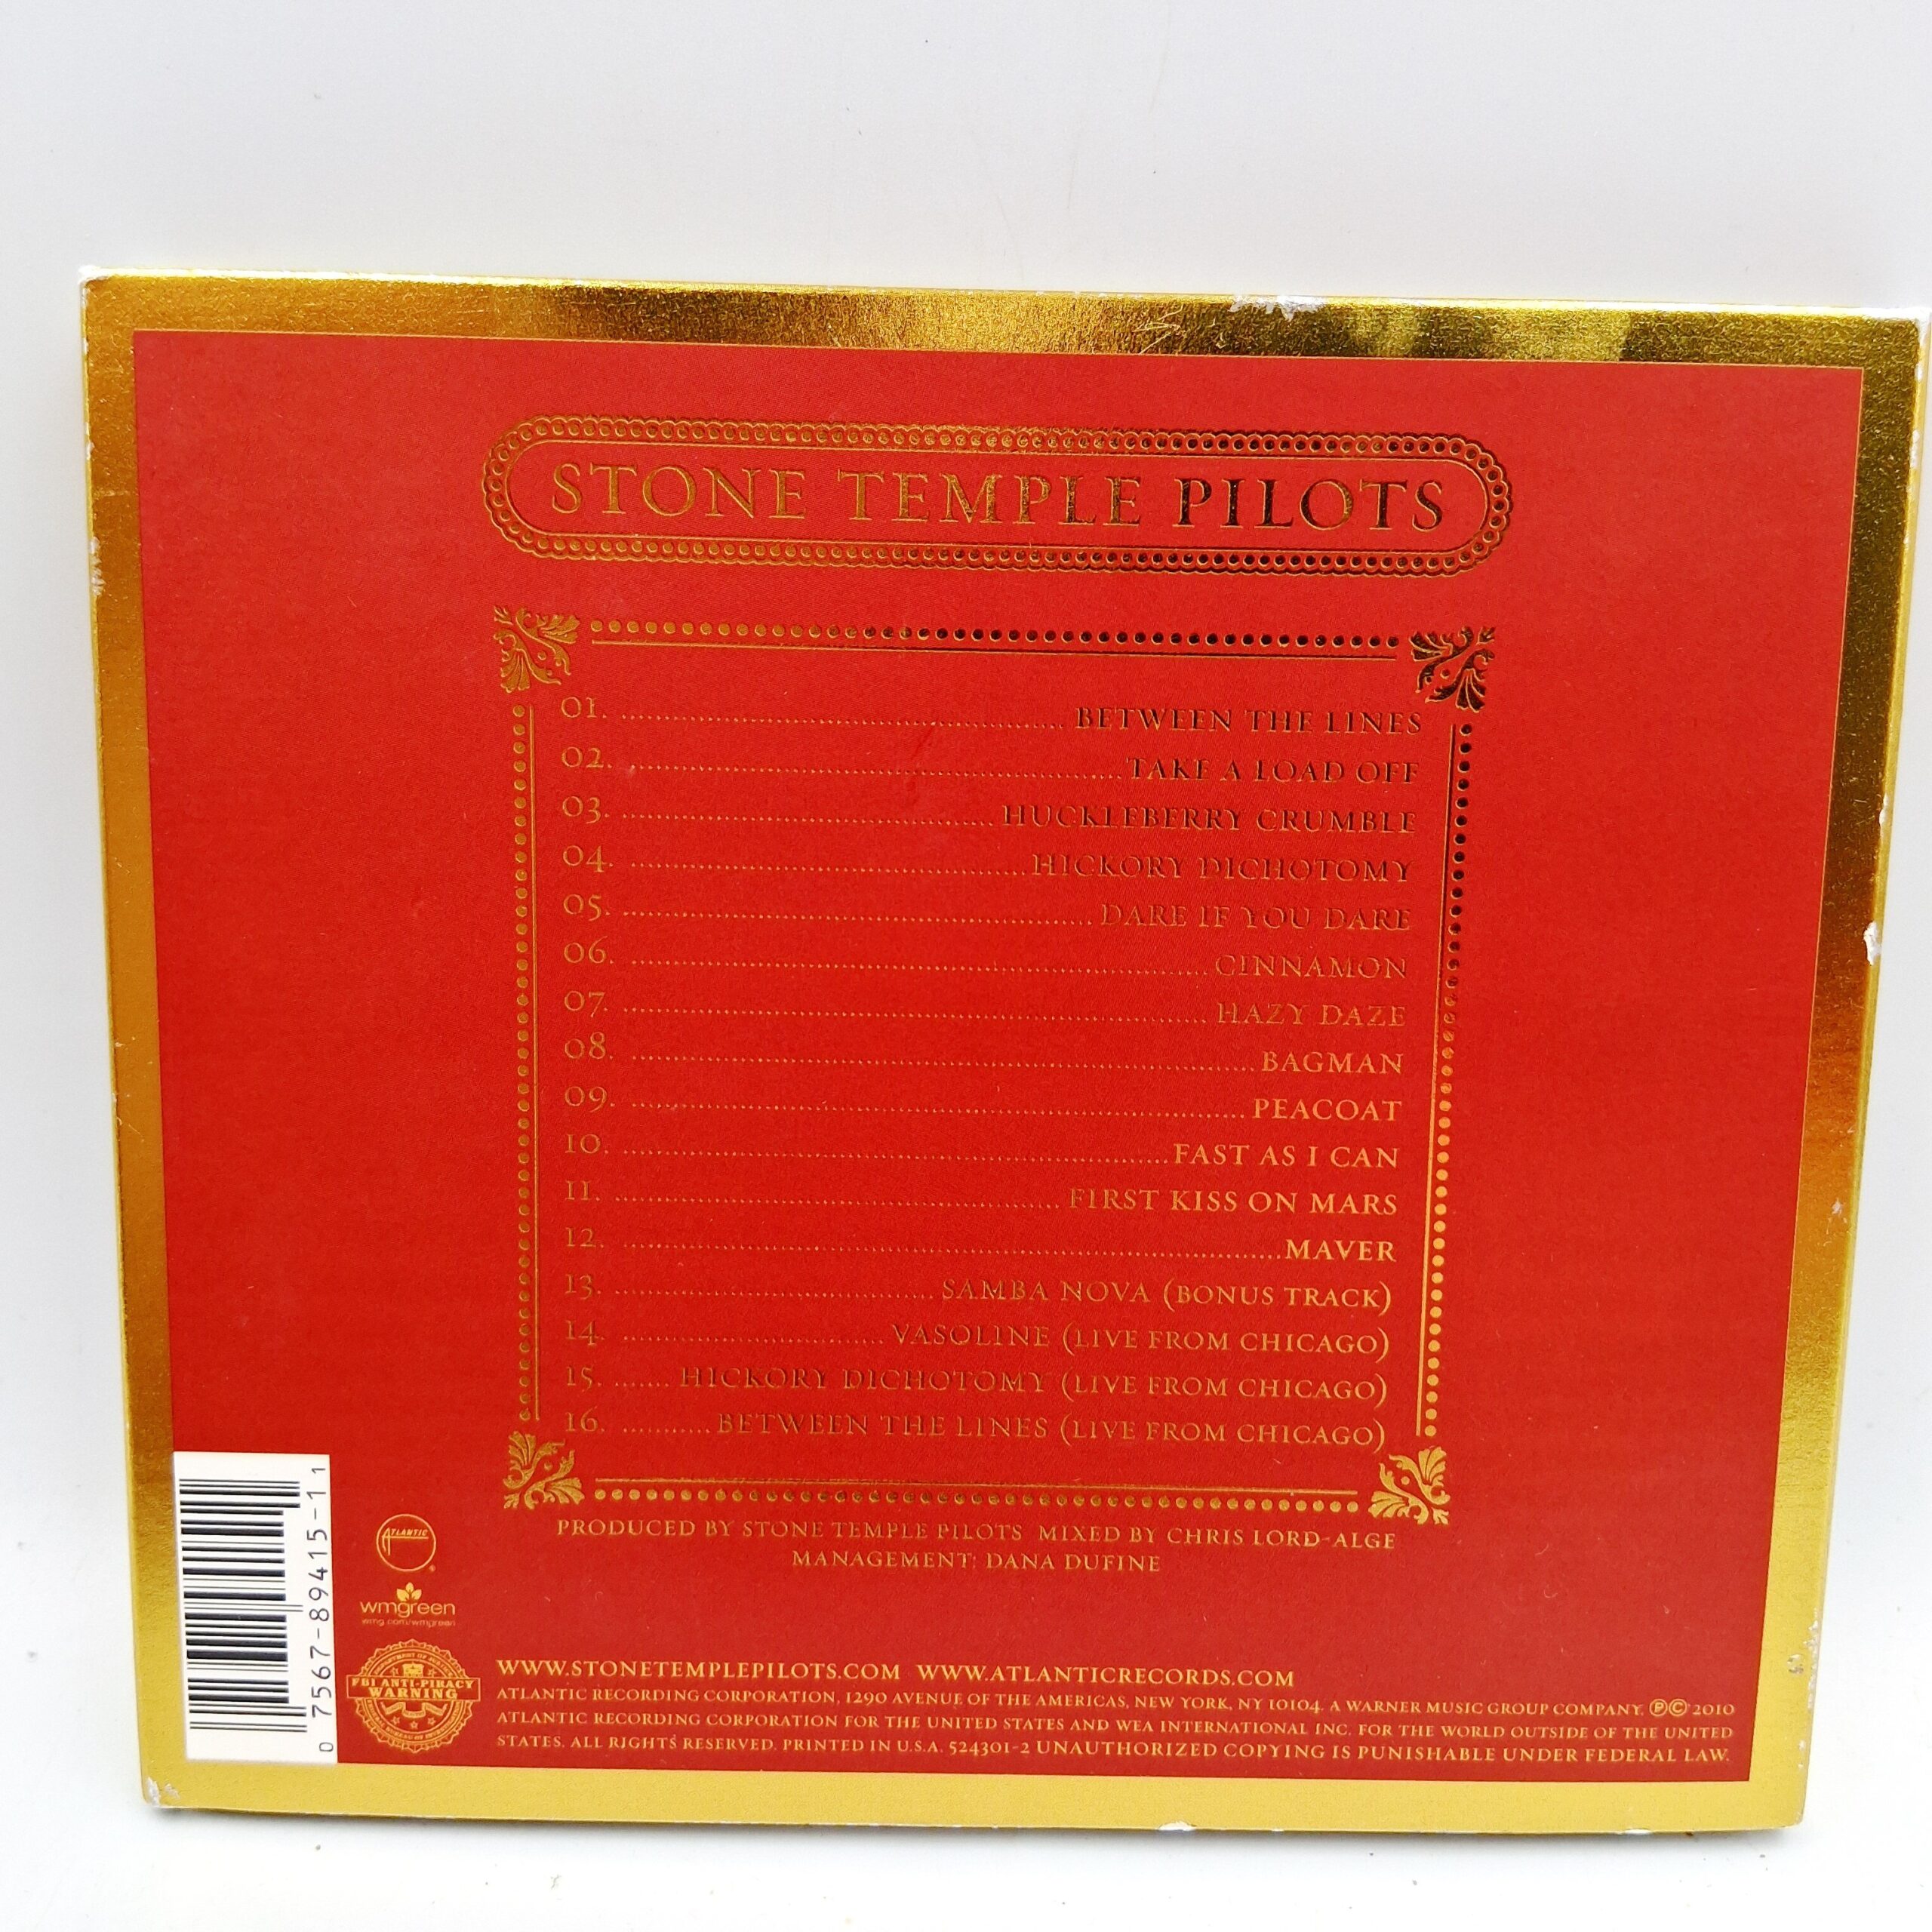 STONE TEMPLE PILOTS
01. BETWEEN THE LINES
02. TAKE A LOAD OFF
03. HUCKLEBERRY CRUMBLE
04. HICKORY DICHOTOMY
05. DARE IF YOU DARE
06. CINNAMON
07. HAZY DAZE
08. BAGMAN
09. PEACOAT
10. FAST AS I CAN
11. FIRST KISS ON MARS
12. MAVER
13. SAMBA NOVA (BONUS TRACK)
14. VASOLINE (LIVE FROM CHICAGO)
15. HICKORY DICHOTOMY (LIVE FROM CHICAGO)
16. BETWEEN THE LINES (LIVE FROM CHICAGO)
PRODUCED BY STONE TEMPLE PILOTS MIXED BY CHRIS LORD-ALGE
MANAGEMENT: DANA DUFINE
0 7567-89415-1 1
ATLANTIC
wmgreen
wmg.com/wmgreen
FBI ANTI-PIRACY
WARNING
WWW.STONETEMPLEPILOTS.COM WWW.ATLANTICRECORDS.COM
ATLANTIC RECORDING CORPORATION, 1290 AVENUE OF THE AMERICAS, NEW YORK, NY 10104. A WARNER MUSIC GROUP COMPANY. ℗© 2010
ATLANTIC RECORDING CORPORATION FOR THE UNITED STATES AND WEA INTERNATIONAL INC. FOR THE WORLD OUTSIDE OF THE UNITED
STATES. ALL RIGHTS RESERVED. PRINTED IN U.S.A. 524301-2 UNAUTHORIZED COPYING IS PUNISHABLE UNDER FEDERAL LAW.